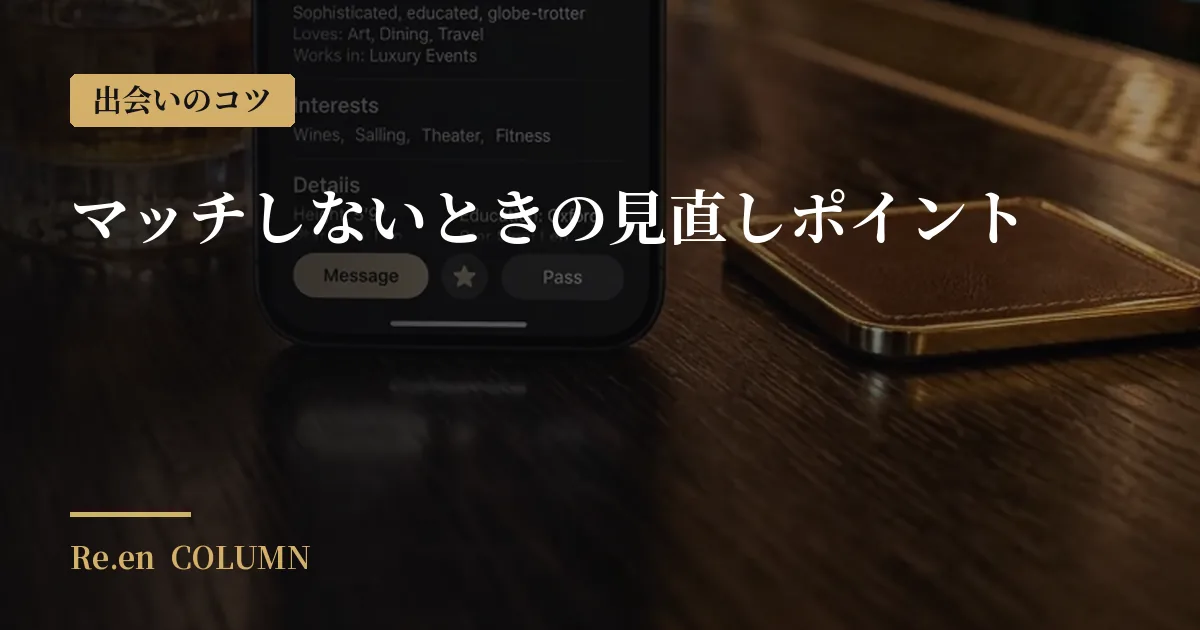 Sophisticated, educated, globe-trotter
Loves: Art, Dining, Travel
Works in: Luxury Events
出会いのコツ
Interests
Wines, Salling, Theater, Fitness
Detaiis
マッチしないときの見直しポイント
Message
Pass
Re.en COLUMN